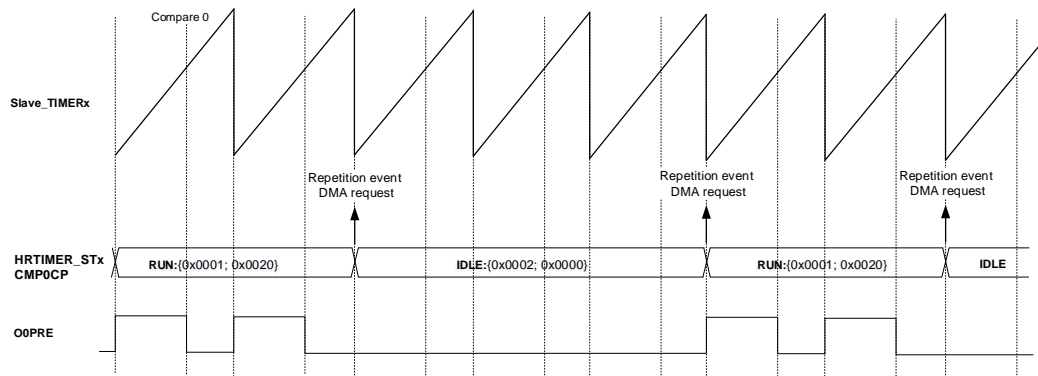 Compare 0
Slave_TIMERx
Repetition event
DMA request
Repetition event
DMA request
Repetition event
DMA request
HRTIMER_STx
CMP0CP
RUN:{0x0001; 0x0020}
IDLE:{0x0002; 0x0000}
RUN:{0x0001; 0x0020}
IDLE
O0PRE